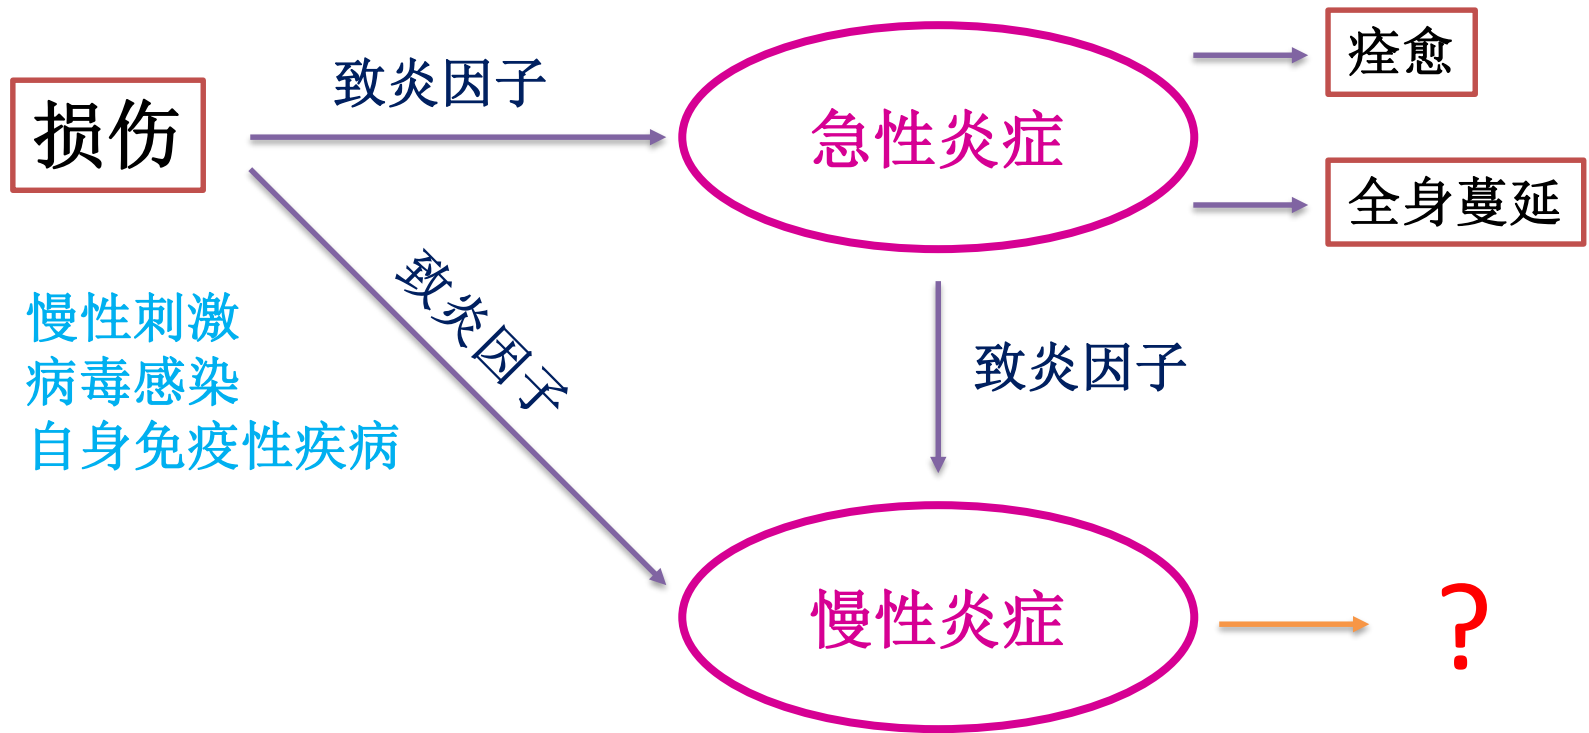 痊愈
致炎因子
损伤
急性炎症
全身蔓延
致炎因子
慢性刺激
病毒感染
自身免疫性疾病
致炎因子
慢性炎症
?